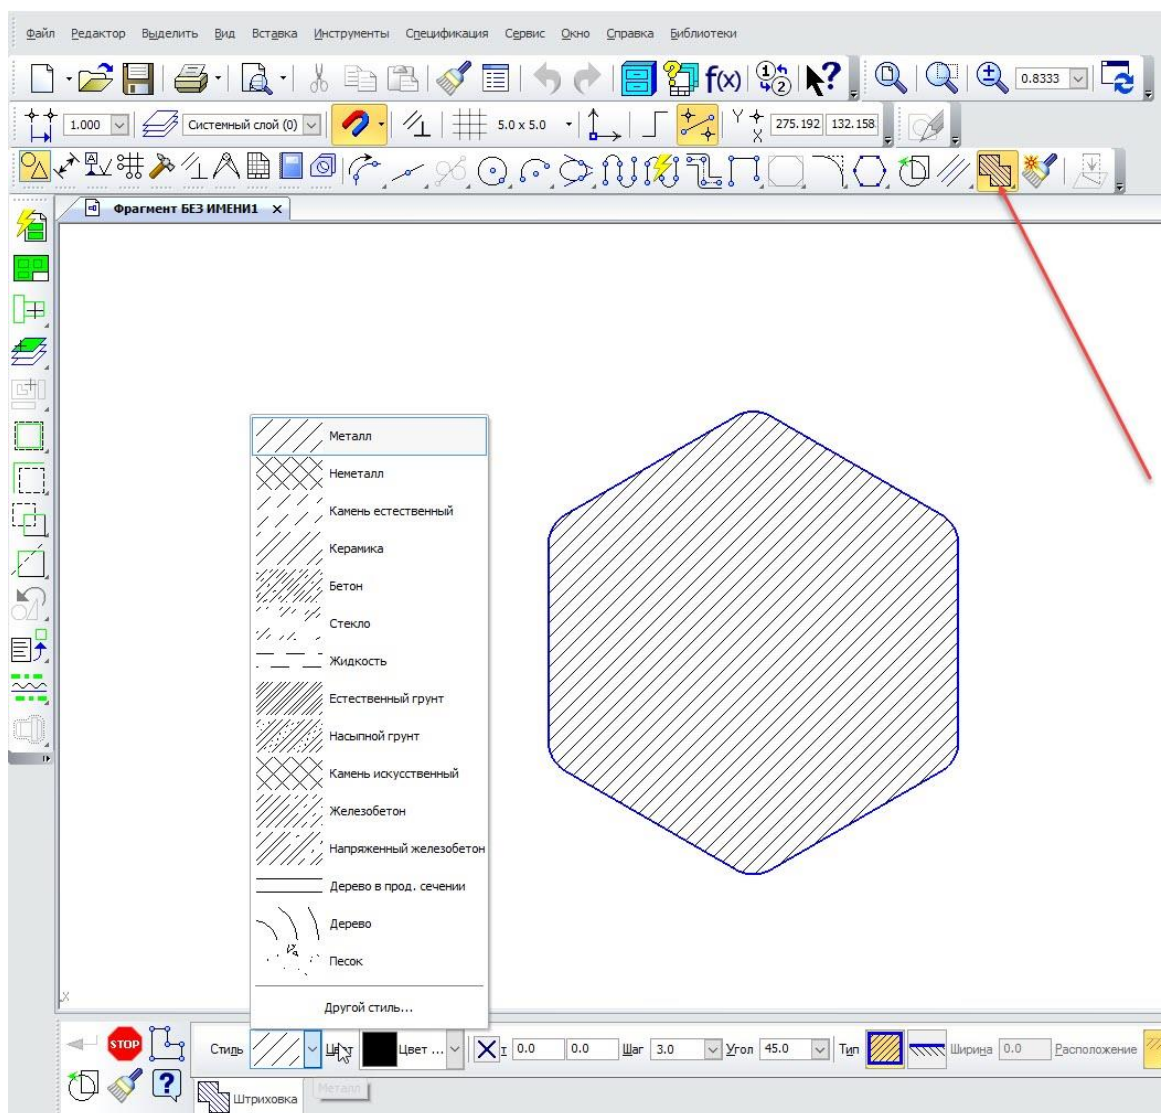 Файл Редактор Выделить Вид Вставка Инструменты Спецификация Сервис Окно Справка Библиотеки
f(x) 1 2 ? 0.8333
1.000 Системный слой (0) 5.0 x 5.0 Y X 275.192 132.158
A
Фрагмент БЕЗ ИМЕНИ1 X
Металл
Неметалл
Камень естественный
Керамика
Бетон
Стекло
Жидкость
Естественный грунт
Насыпной грунт
Камень искусственный
Железобетон
Напряженный железобетон
Дерево в прод. сечении
Дерево
Песок
Другой стиль...
X
STOP Стиль Цвет Цвет ... т 0.0 0.0 Шаг 3.0 Угол 45.0 Тип Ширина 0.0 Расположение
? Штриховка Металл